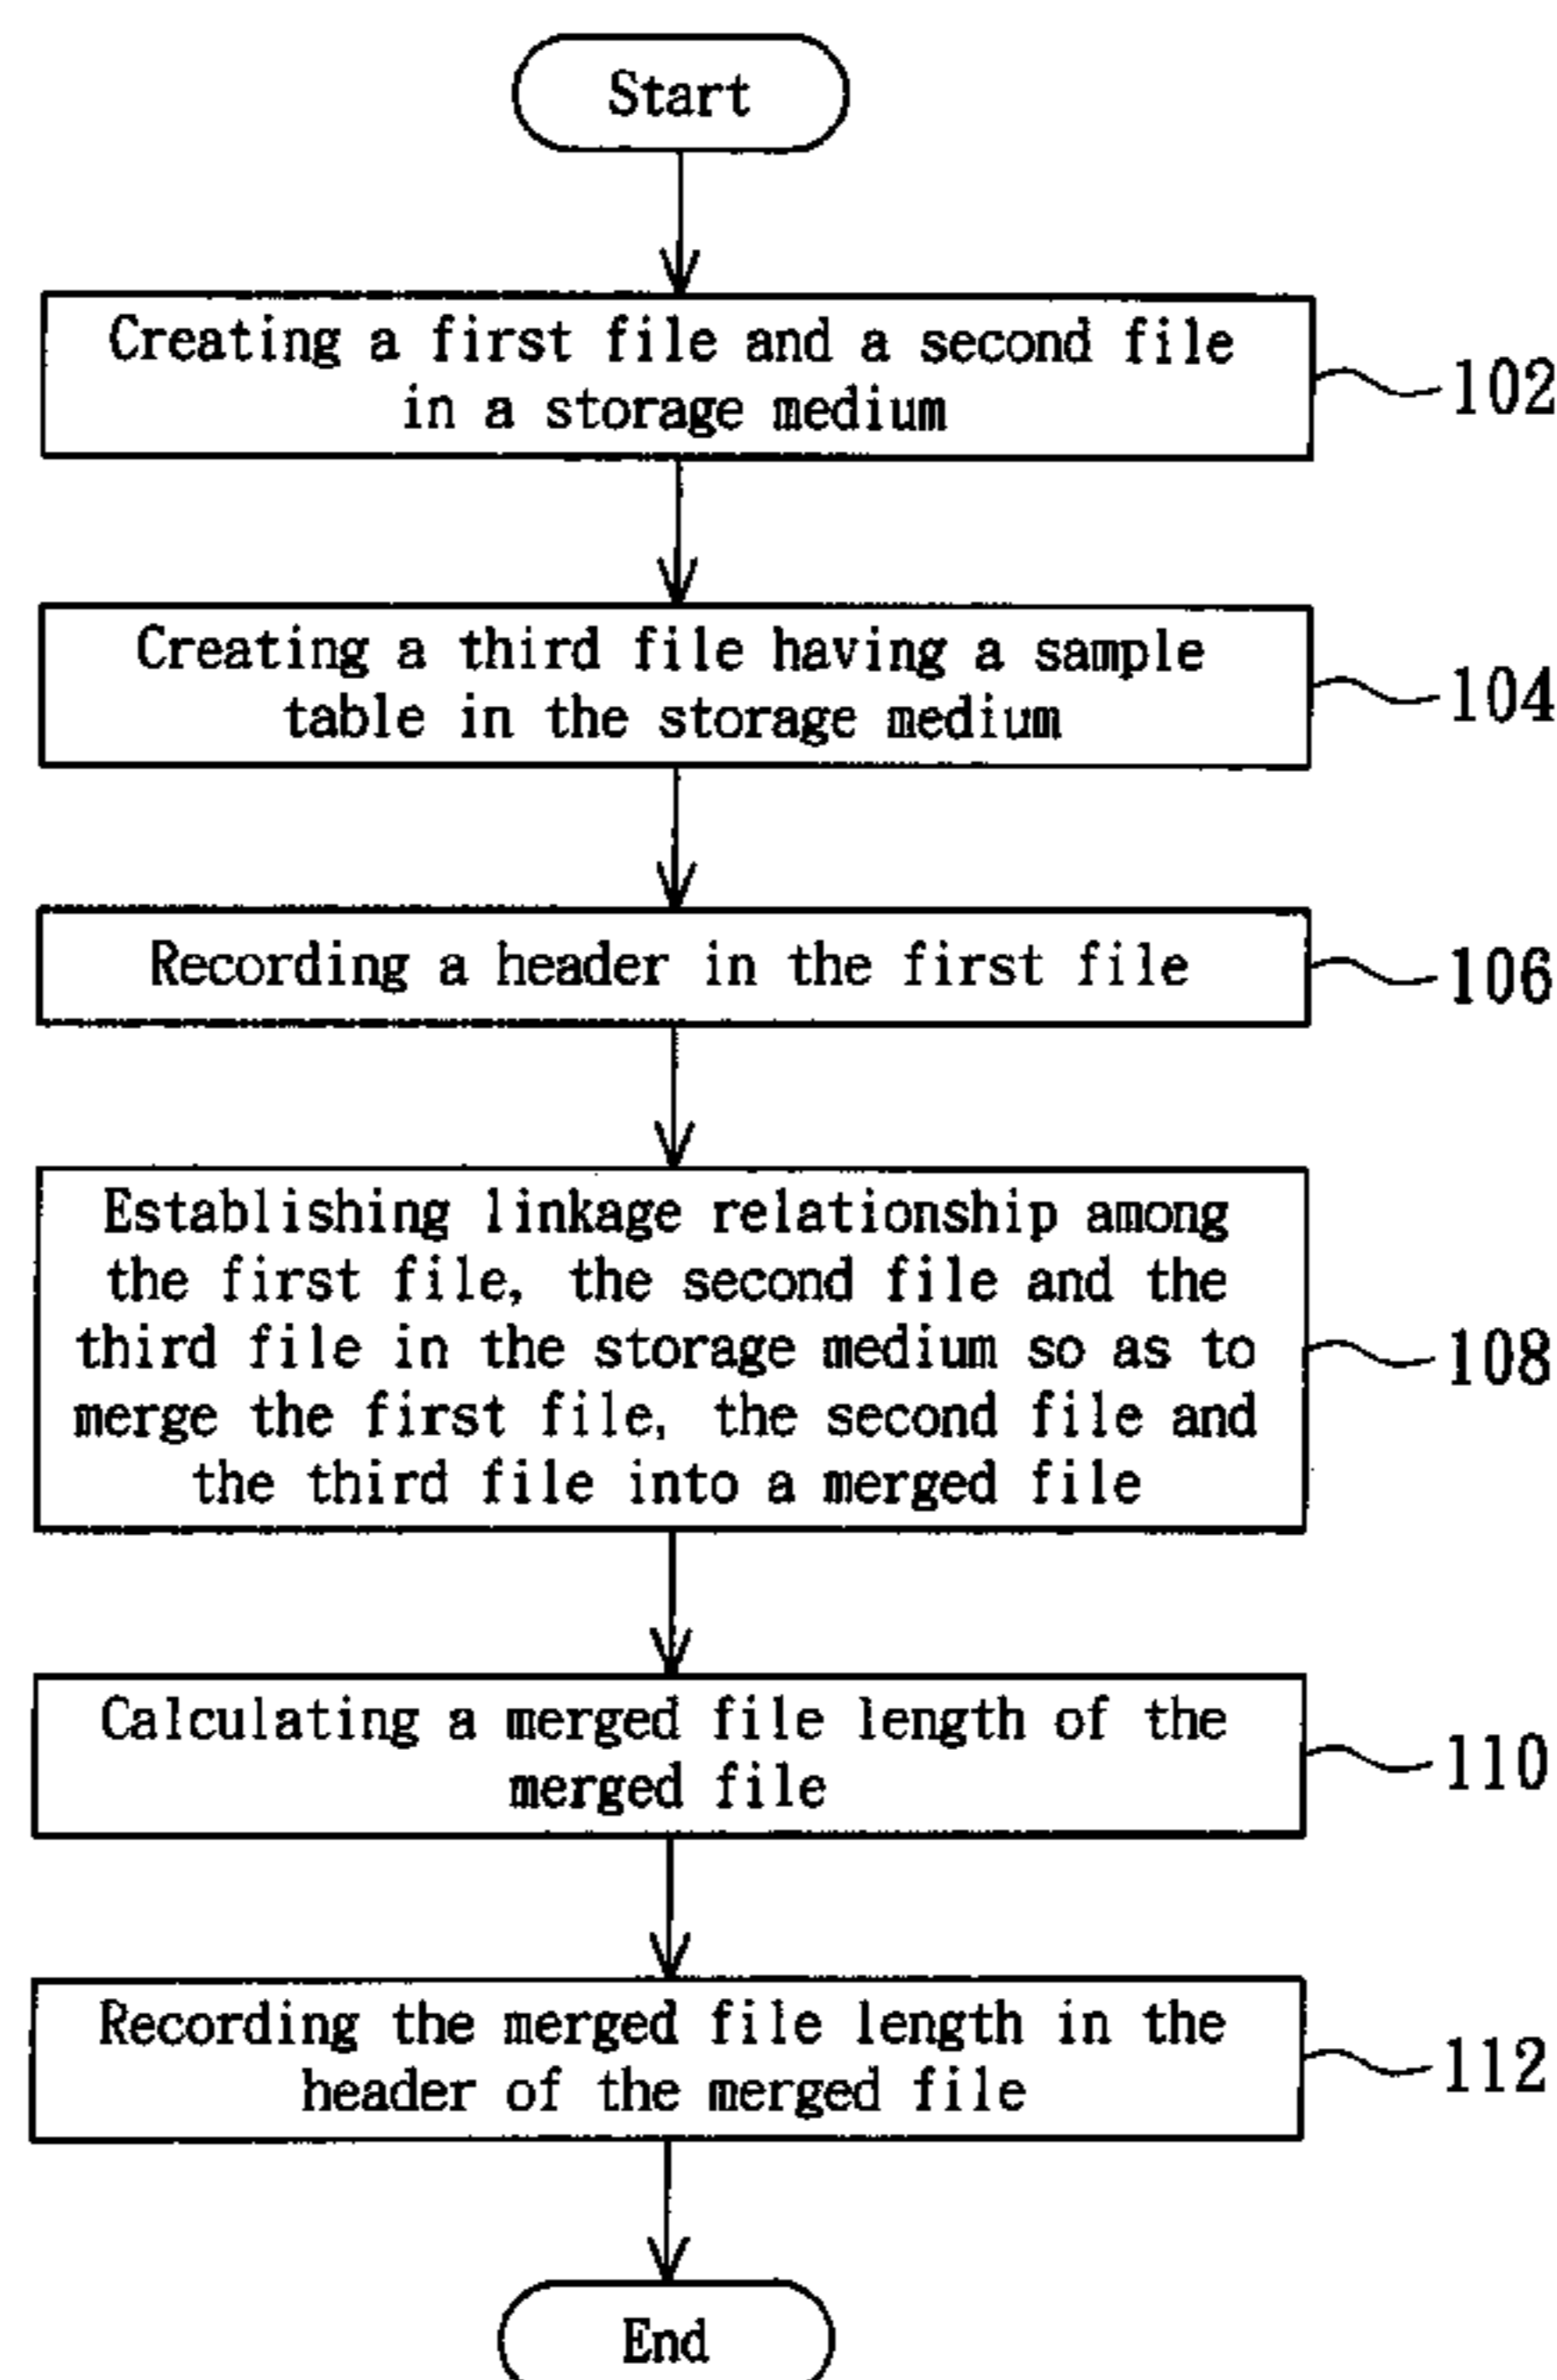 Start
Creating a first file and a second file
in a storage medium
102
Creating a third file having a sample
table in the storage medium
104
Recording a header in the first file
106
Establishing linkage relationship among
the first file, the second file and the
third file in the storage medium so as to
merge the first file, the second file and
the third file into a merged file
108
Calculating a merged file length of the
merged file
110
Recording the merged file length in the
header of the merged file
112
End